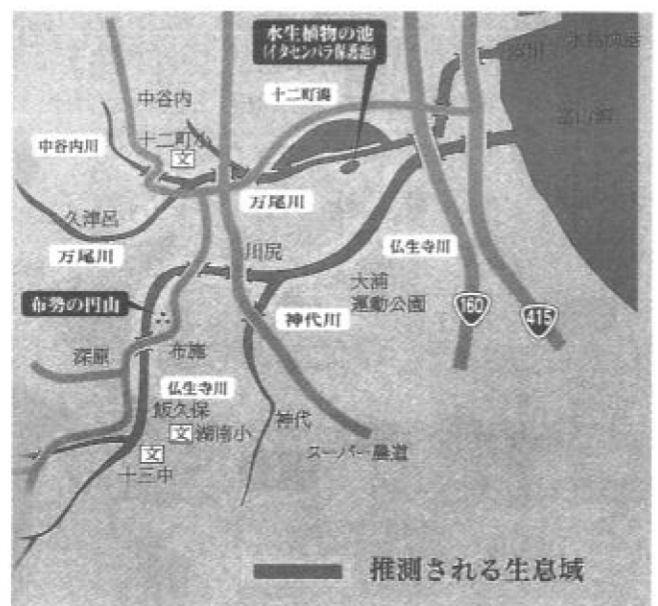 水生植物の池
(イタセンパラ保護池)
中谷内
十二町潟
十二町小
文
中谷内川
万尾川
久津呂
万尾川
川尻
仏生寺川
大浦
運動公園
布勢の円山
神代川
160
415
深原
布施
仏生寺川
飯久保
文
湖南小
神代
文
十三中
スーパー農道
推測される生息域